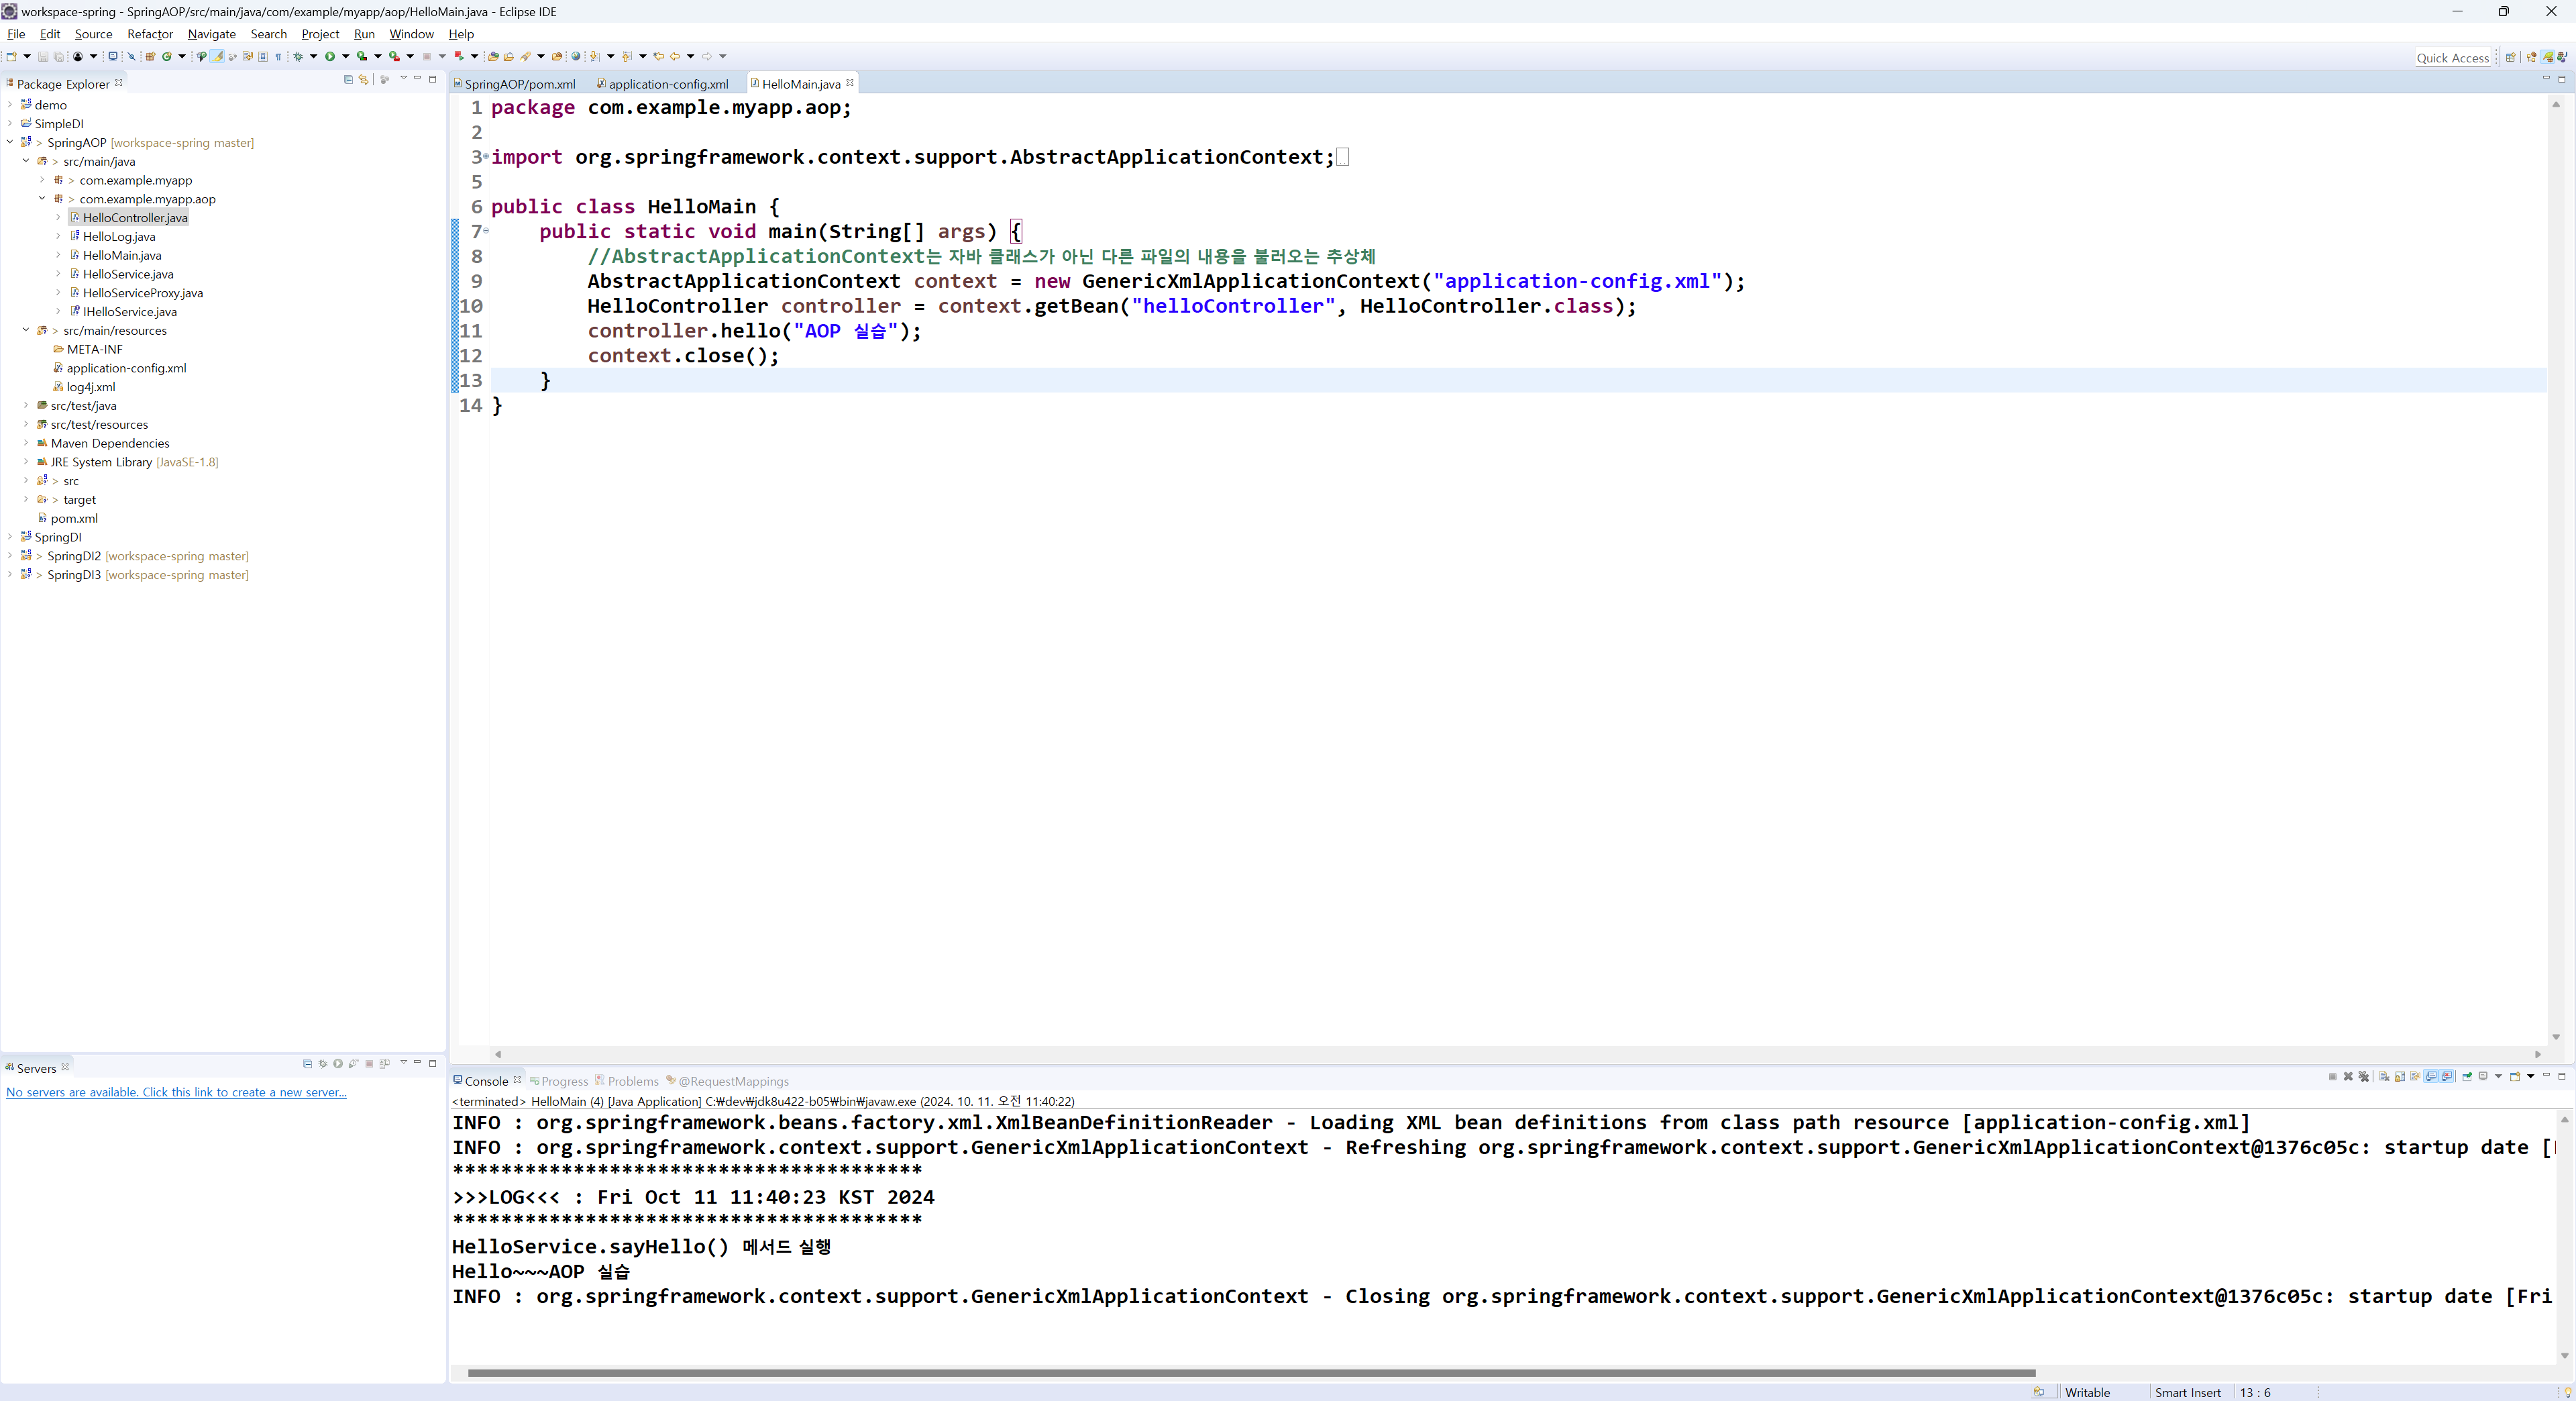 workspace-spring - SpringAOP/src/main/java/com/example/myapp/aop/HelloMain.java - Eclipse IDE
File Edit Source Refactor Navigate Search Project Run Window Help
Quick Access
Package Explorer
demo
SimpleDI
> SpringAOP [workspace-spring master]
> src/main/java
> com.example.myapp
> com.example.myapp.aop
HelloController.java
HelloLog.java
HelloMain.java
HelloService.java
HelloServiceProxy.java
IHelloService.java
> src/main/resources
META-INF
application-config.xml
log4j.xml
src/test/java
src/test/resources
Maven Dependencies
JRE System Library [JavaSE-1.8]
> src
> target
pom.xml
SpringDI
> SpringDI2 [workspace-spring master]
> SpringDI3 [workspace-spring master]
SpringAOP/pom.xml application-config.xml HelloMain.java
1 package com.example.myapp.aop;
2
3 import org.springframework.context.support.AbstractApplicationContext;
5
6 public class HelloMain {
7 public static void main(String[] args) {
8 //AbstractApplicationContext는 자바 클래스가 아닌 다른 파일의 내용을 불러오는 추상체
9 AbstractApplicationContext context = new GenericXmlApplicationContext("application-config.xml");
10 HelloController controller = context.getBean("helloController", HelloController.class);
11 controller.hello("AOP 실습");
12 context.close();
13 }
14 }
Servers
No servers are available. Click this link to create a new server...
Console Progress Problems @RequestMappings
<terminated> HelloMain (4) [Java Application] C:₩dev₩jdk8u422-b05₩bin₩javaw.exe (2024. 10. 11. 오전 11:40:22)
INFO : org.springframework.beans.factory.xml.XmlBeanDefinitionReader - Loading XML bean definitions from class path resource [application-config.xml]
INFO : org.springframework.context.support.GenericXmlApplicationContext - Refreshing org.springframework.context.support.GenericXmlApplicationContext@1376c05c: startup date [
***************************************
>>>LOG<<< : Fri Oct 11 11:40:23 KST 2024
***************************************
HelloService.sayHello() 메서드 실행
Hello~~~AOP 실습
INFO : org.springframework.context.support.GenericXmlApplicationContext - Closing org.springframework.context.support.GenericXmlApplicationContext@1376c05c: startup date [Fri
Writable Smart Insert 13 : 6